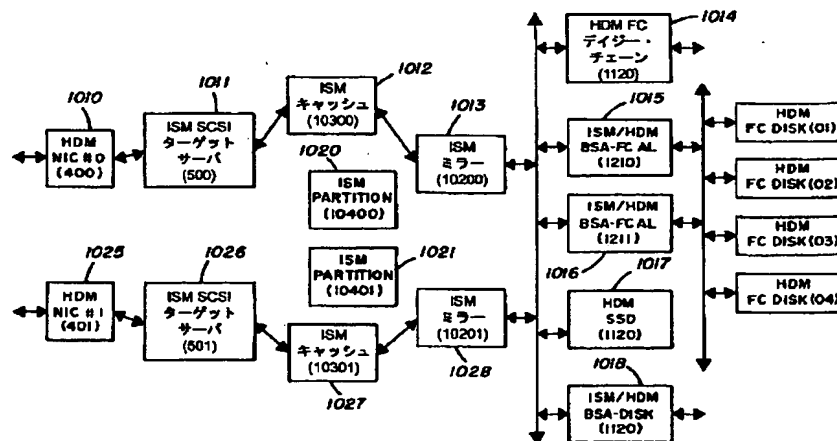 1010
HDM
NIC #0
(400)
1011
ISM SCSI
ターゲット
サーバ
(500)
1012
ISM
キャッシュ
(10300)
1020
ISM
PARTITION
(10400)
1013
ISM
ミラー
(10200)
1014
HDM FC
デイジー・
チェーン
(1120)
1015
ISM/HDM
BSA-FC AL
(1210)
ISM/HDM
BSA-FC AL
(1211)
1016
1017
HDM
SSD
(1120)
1018
ISM/HDM
BSA-DISK
(1120)
HDM
FC DISK(01)
HDM
FC DISK(02)
HDM
FC DISK(03)
HDM
FC DISK(04)
1025
HDM
NIC #1
(401)
1026
ISM SCSI
ターゲット
サーバ
(501)
1021
ISM
PARTITION
(10401)
ISM
キャッシュ
(10301)
1027
ISM
ミラー
(10201)
1028